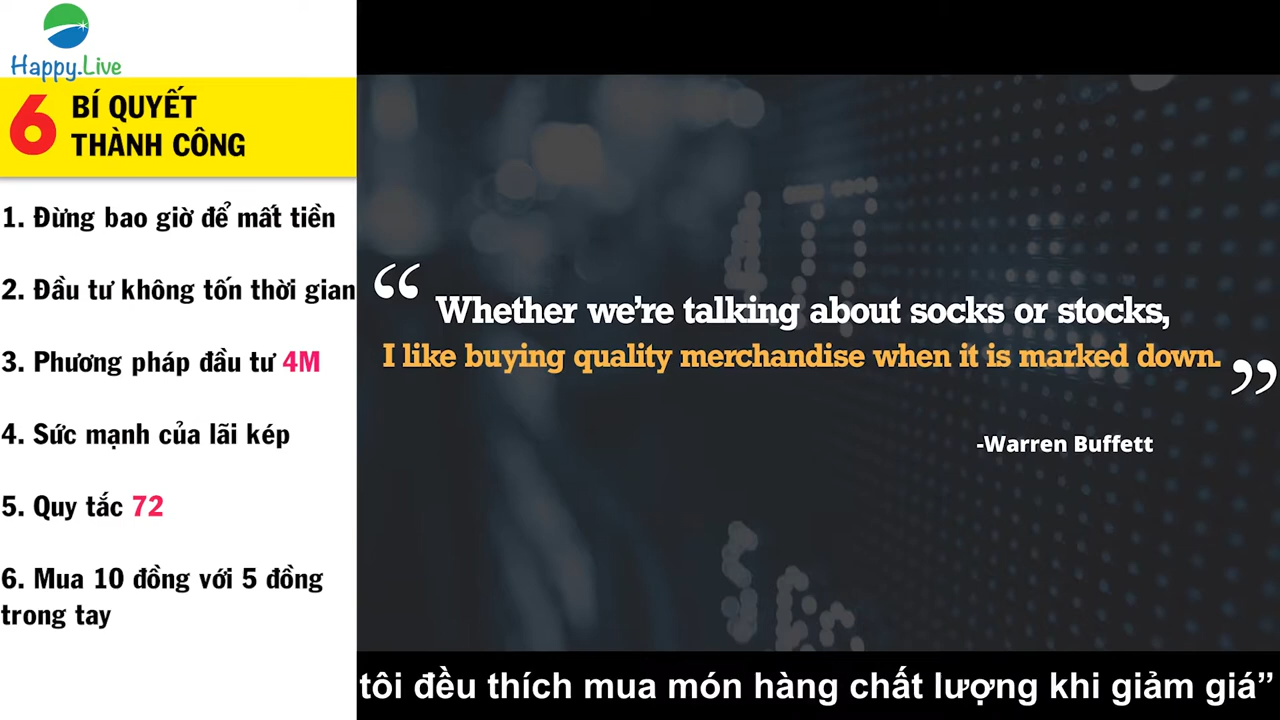 Happy.Live
6 BÍ QUYẾT
THÀNH CÔNG
1. Đừng bao giờ để mất tiền
2. Đầu tư không tốn thời gian
3. Phương pháp đầu tư 4M
4. Sức mạnh của lãi kép
5. Quy tắc 72
6. Mua 10 đồng với 5 đồng
trong tay
“Whether we’re talking about socks or stocks,
I like buying quality merchandise when it is marked down.”
-Warren Buffett
tôi đều thích mua món hàng chất lượng khi giảm giá”